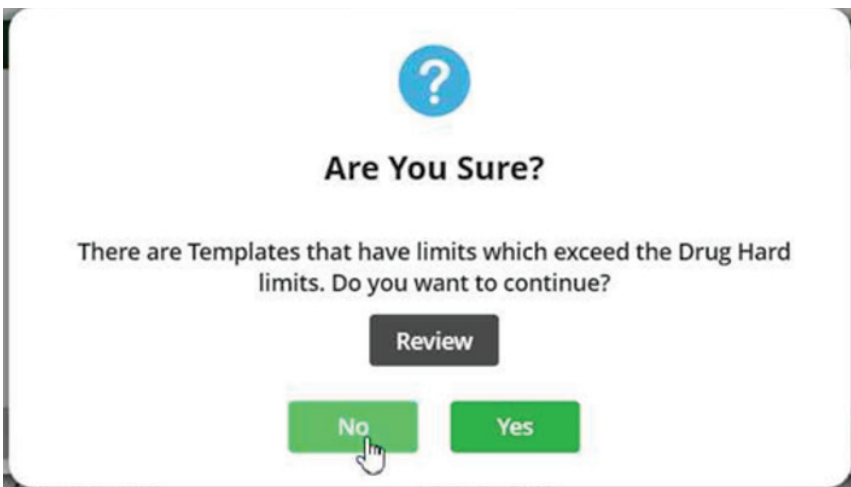 ?
Are You Sure?
There are Templates that have limits which exceed the Drug Hard
limits. Do you want to continue?
Review
No
Yes